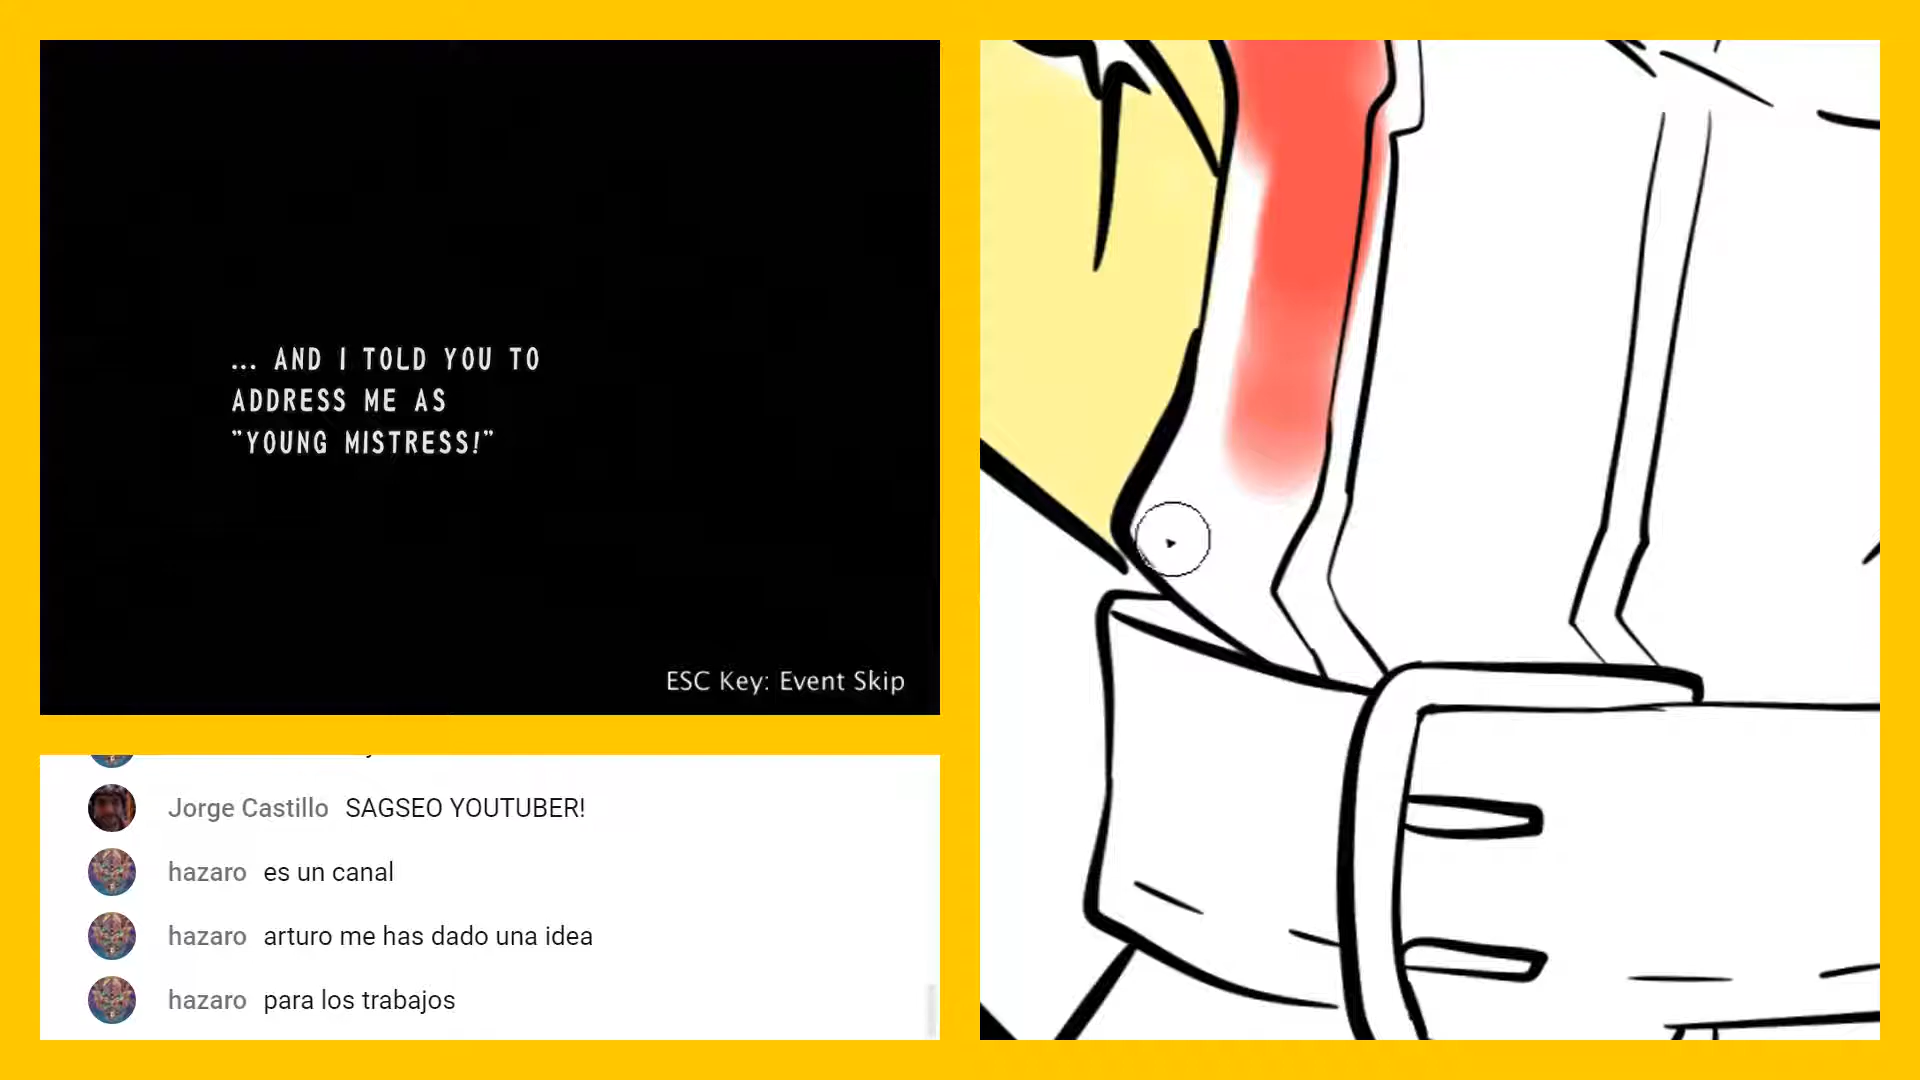 ... AND I TOLD YOU TO
ADDRESS ME AS
"YOUNG MISTRESS!"
ESC Key: Event Skip
Jorge Castillo SAGSEO YOUTUBER!
hazaro es un canal
hazaro arturo me has dado una idea
hazaro para los trabajos